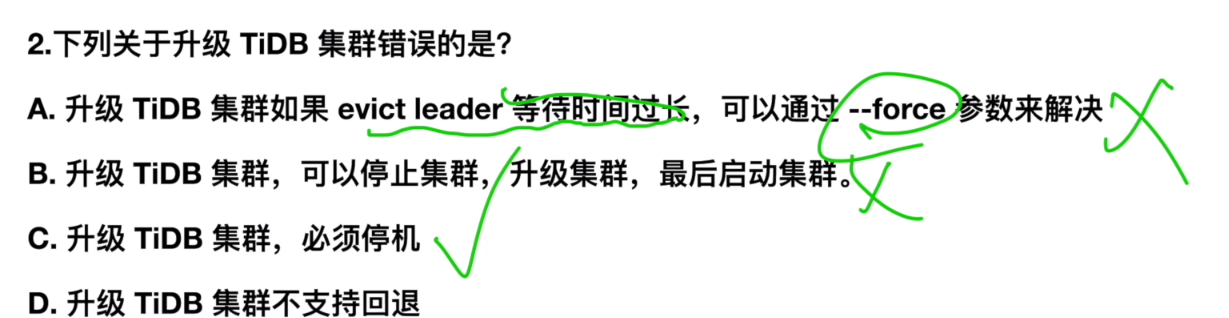 2.下列关于升级 TiDB 集群错误的是？
A. 升级 TiDB 集群如果 evict leader 等待时间过长，可以通过 --force 参数来解决
B. 升级 TiDB 集群，可以停止集群，升级集群，最后启动集群。
C. 升级 TiDB 集群，必须停机
D. 升级 TiDB 集群不支持回退